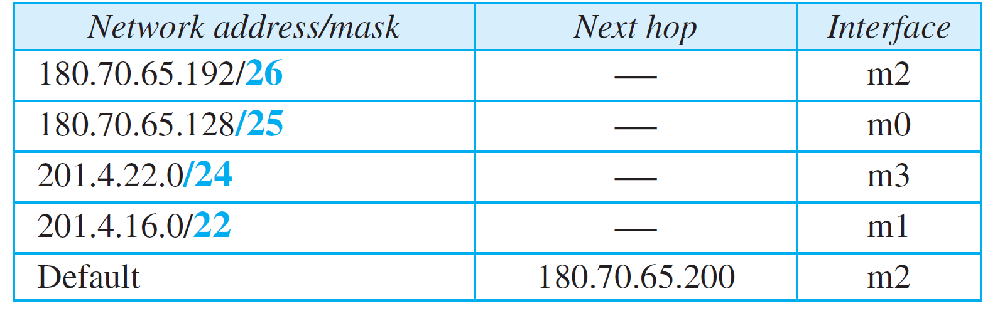 Network address/mask Next hop Interface
180.70.65.192/26 — m2
180.70.65.128/25 — m0
201.4.22.0/24 — m3
201.4.16.0/22 — m1
Default 180.70.65.200 m2